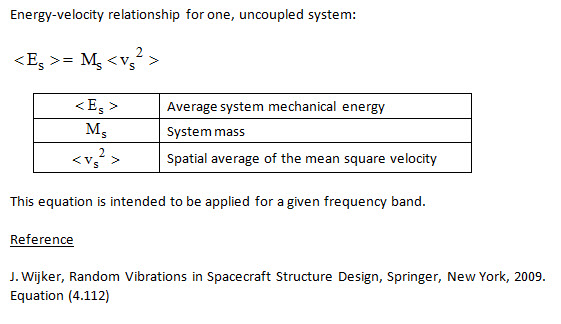 Energy-velocity relationship for one, uncoupled system:
<E_s >= M_s <v_s^2 >
<E_s > Average system mechanical energy
M_s System mass
<v_s^2 > Spatial average of the mean square velocity
This equation is intended to be applied for a given frequency band.
Reference
J. Wijker, Random Vibrations in Spacecraft Structure Design, Springer, New York, 2009.
Equation (4.112)